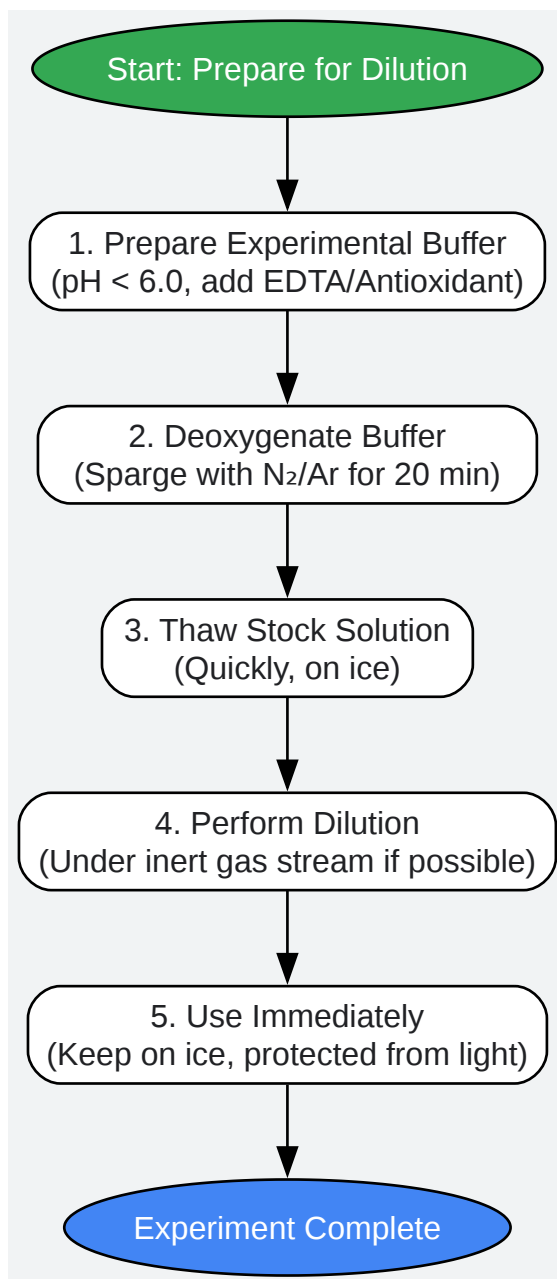 Start: Prepare for Dilution
1. Prepare Experimental Buffer
(pH < 6.0, add EDTA/Antioxidant)
2. Deoxygenate Buffer
(Sparge with N₂/Ar for 20 min)
3. Thaw Stock Solution
(Quickly, on ice)
4. Perform Dilution
(Under inert gas stream if possible)
5. Use Immediately
(Keep on ice, protected from light)
Experiment Complete